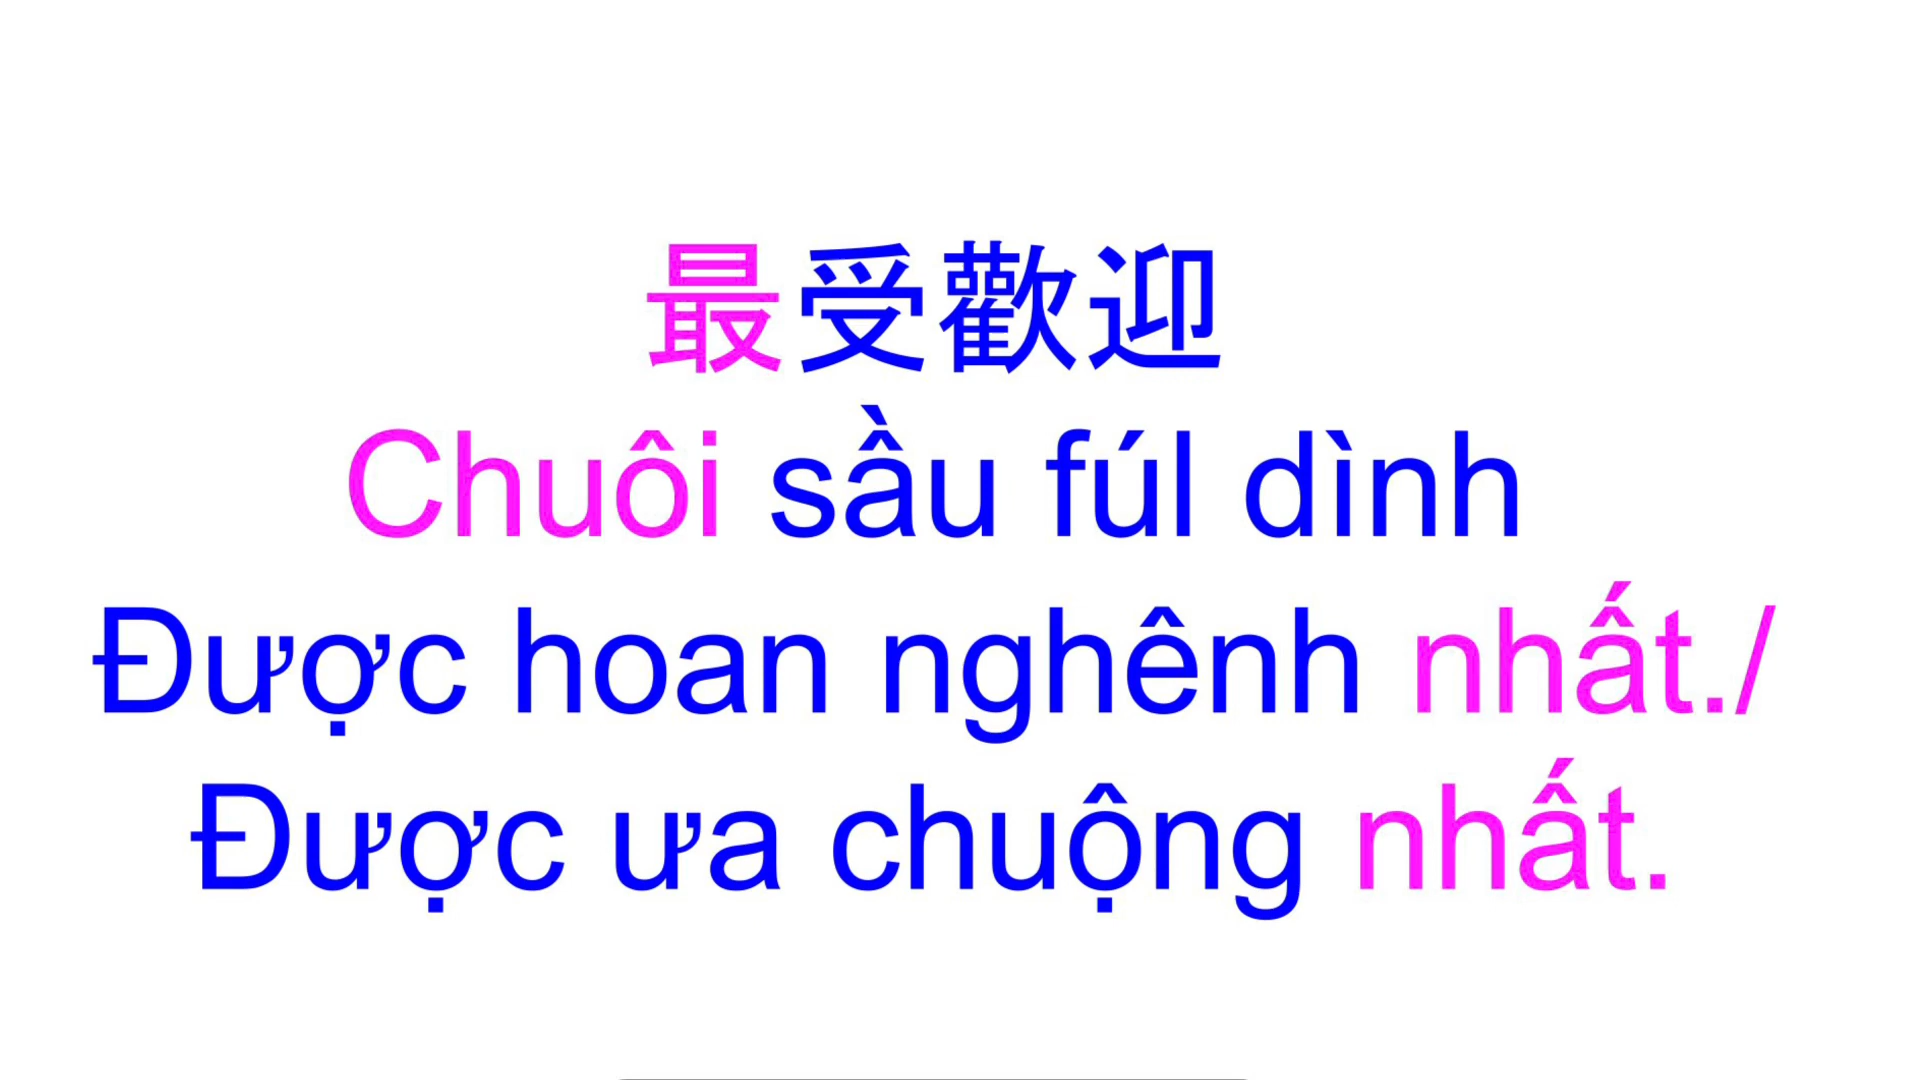 最受歡迎
Chuôi sầu fúl dình
Được hoan nghênh nhất./
Được ưa chuộng nhất.